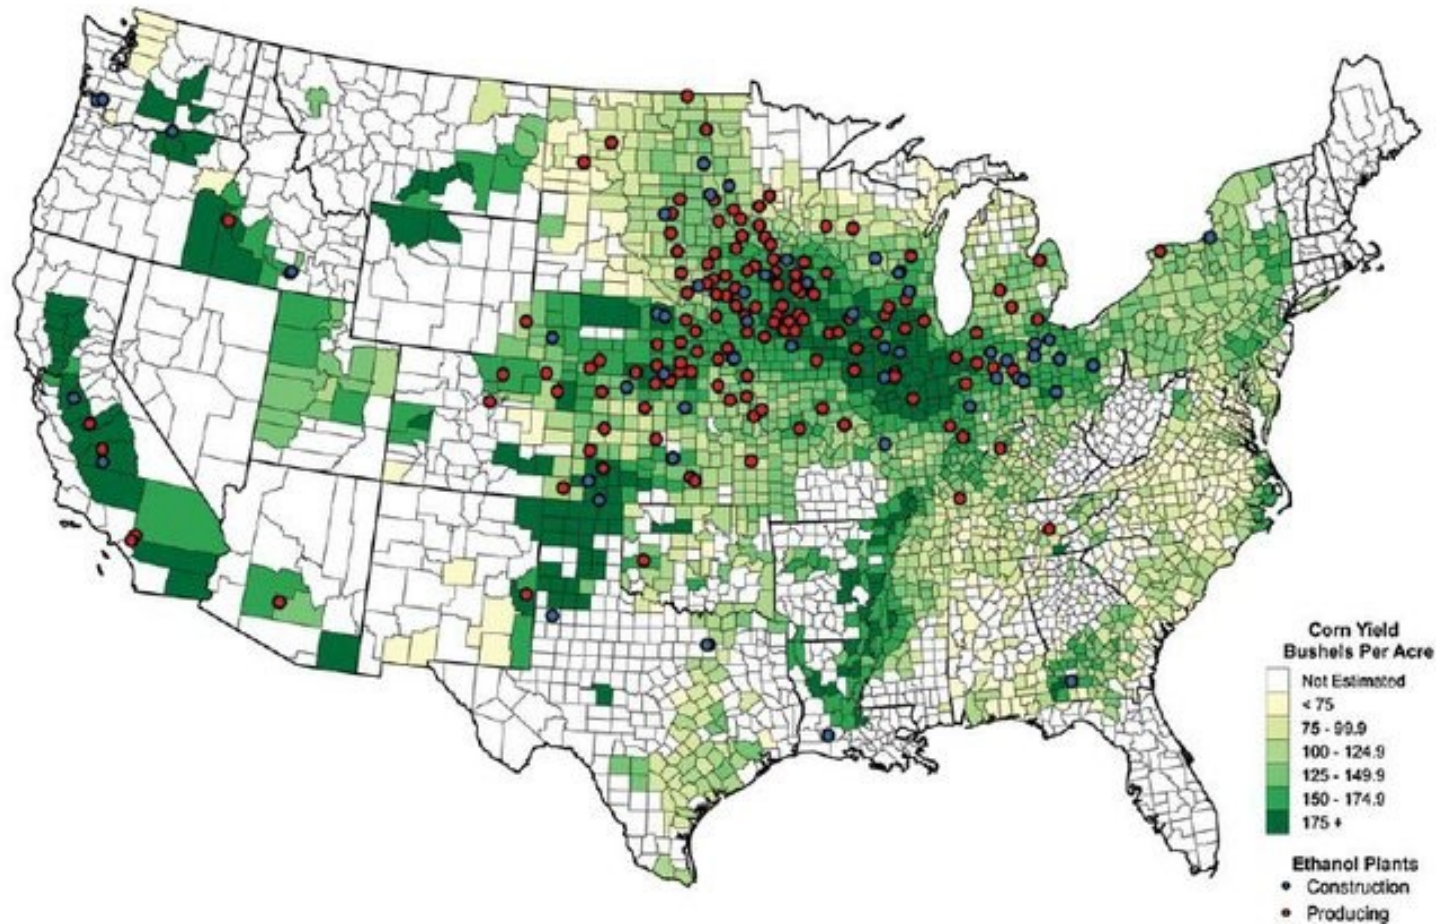 Corn Yield
Bushels Per Acre
Not Estimated
< 75
75 - 99.9
100 - 124.9
125 - 149.9
150 - 174.9
175 +
Ethanol Plants
Construction
Producing